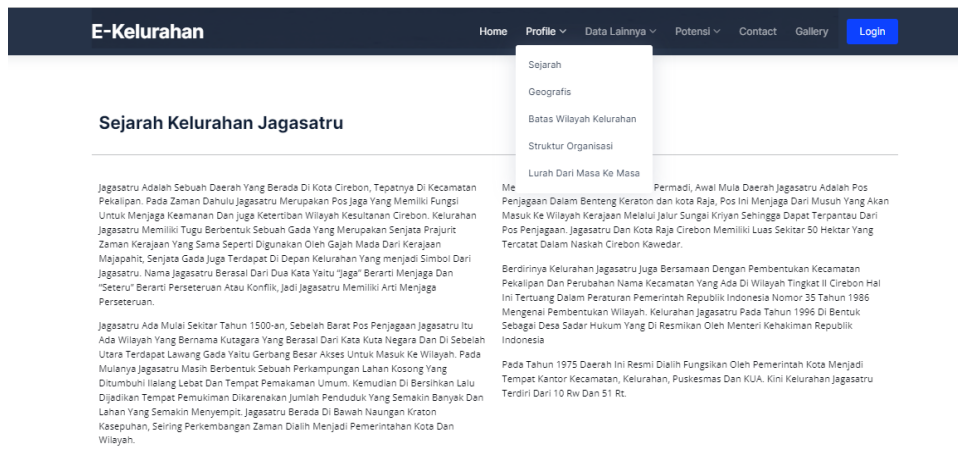 E-Kelurahan
Home Profile Data Lainnya Potensi Contact Gallery Login
Sejarah
Geografis
Batas Wilayah Kelurahan
Struktur Organisasi
Lurah Dari Masa Ke Masa
Sejarah Kelurahan Jagasatru
Jagasatru Adalah Sebuah Daerah Yang Berada Di Kota Cirebon, Tepatnya Di Kecamatan
Pekalipan. Pada Zaman Dahulu Jagasatru Merupakan Pos Jaga Yang Memilki Fungsi
Untuk Menjaga Keamanan Dan juga Ketertiban Wilayah Kesultanan Cirebon. Kelurahan
Jagasatru Memiliki Tugu Berbentuk Sebuah Gada Yang Merupakan Senjata Prajurit
Zaman Kerajaan Yang Sama Seperti Digunakan Oleh Gajah Mada Dari Kerajaan
Majapahit, Senjata Gada Juga Terdapat Di Depan Kelurahan Yang menjadi Simbol Dari
Jagasatru. Nama Jagasatru Berasal Dari Dua Kata Yaitu "Jaga" Berarti Menjaga Dan
"Seteru" Berarti Perseteruan Atau Konflik, Jadi Jagasatru Memiliki Arti Menjaga
Perseteruan.
Jagasatru Ada Mulai Sekitar Tahun 1500-an, Sebelah Barat Pos Penjagaan Jagasatru Itu
Ada Wilayah Yang Bernama Kutagara Yang Berasal Dari Kata Kuta Negara Dan Di Sebelah
Utara Terdapat Lawang Gada Yaitu Gerbang Besar Akses Untuk Masuk Ke Wilayah. Pada
Mulanya Jagasatru Masih Berbentuk Sebuah Perkampungan Lahan Kosong Yang
Ditumbuhi Ilalang Lebat Dan Tempat Pemakaman Umum. Kemudian Di Bersihkan Lalu
Dijadikan Tempat Pemukiman Dikarenakan Jumlah Penduduk Yang Semakin Banyak Dan
Lahan Yang Semakin Menyempit. Jagasatru Berada Di Bawah Naungan Kraton
Kasepuhan, Seiring Perkembangan Zaman Dialih Menjadi Pemerintahan Kota Dan
Wilayah.
Permadi, Awal Mula Daerah Jagasatru Adalah Pos
Penjagaan Dalam Benteng Keraton dan kota Raja, Pos Ini Menjaga Dari Musuh Yang Akan
Masuk Ke Wilayah Kerajaan Melalui Jalur Sungai Kriyan Sehingga Dapat Terpantau Dari
Pos Penjagaan. Jagasatru Dan Kota Raja Cirebon Memiliki Luas Sekitar 50 Hektar Yang
Tercatat Dalam Naskah Cirebon Kawedar.
Berdirinya Kelurahan Jagasatru Juga Bersamaan Dengan Pembentukan Kecamatan
Pekalipan Dan Perubahan Nama Kecamatan Yang Ada Di Wilayah Tingkat II Cirebon Hal
Ini Tertuang Dalam Peraturan Pemerintah Republik Indonesia Nomor 35 Tahun 1986
Mengenai Pembentukan Wilayah. Kelurahan Jagasatru Pada Tahun 1996 Di Bentuk
Sebagai Desa Sadar Hukum Yang Di Resmikan Oleh Menteri Kehakiman Republik
Indonesia
Pada Tahun 1975 Daerah Ini Resmi Dialih Fungsikan Oleh Pemerintah Kota Menjadi
Tempat Kantor Kecamatan, Kelurahan, Puskesmas Dan KUA. Kini Kelurahan Jagasatru
Terdiri Dari 10 Rw Dan 51 Rt.